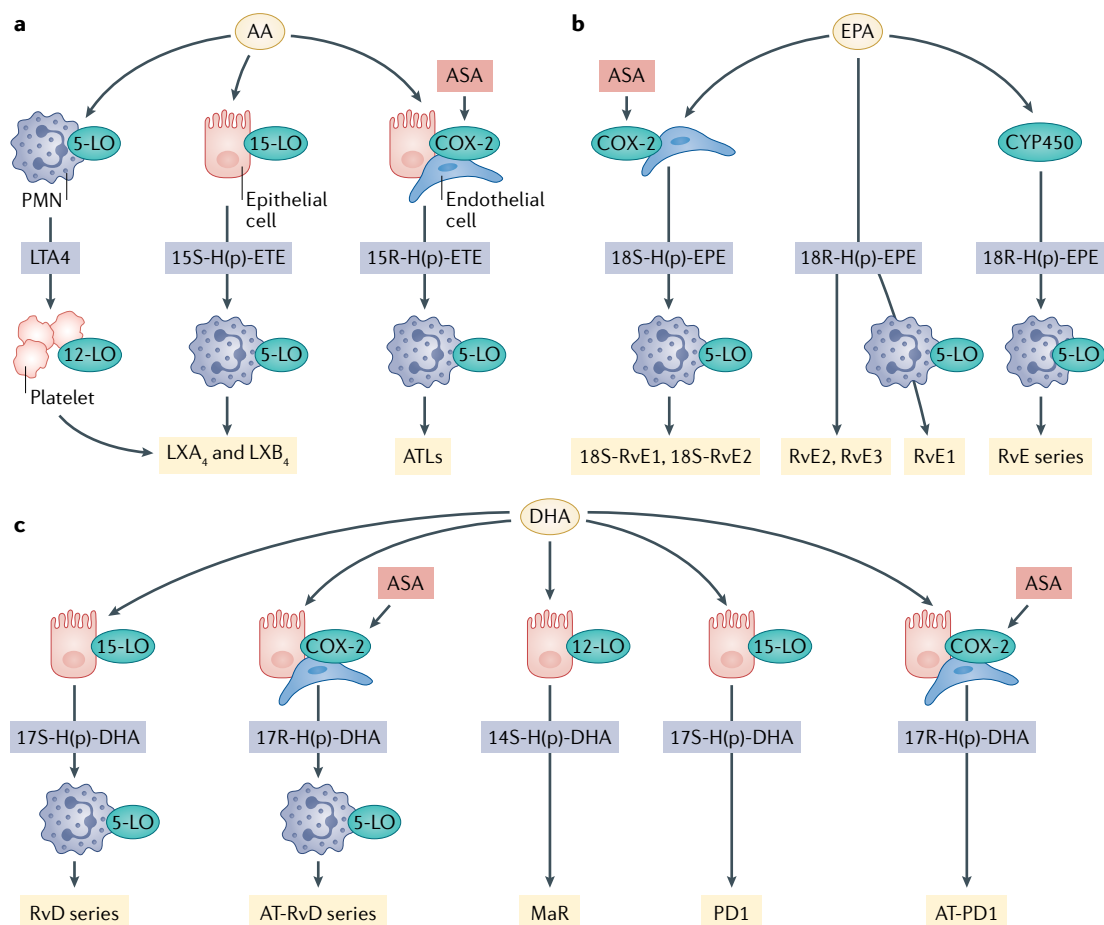 a
AA
ASA
5-LO
15-LO
COX-2
PMN
Epithelial
cell
Endothelial
cell
LTA4
15S-H(p)-ETE
15R-H(p)-ETE
12-LO
5-LO
5-LO
Platelet
LXA₄ and LXB₄
ATLs
b
EPA
ASA
COX-2
CYP450
18S-H(p)-EPE
18R-H(p)-EPE
18R-H(p)-EPE
5-LO
5-LO
5-LO
18S-RvE1, 18S-RvE2
RvE2, RvE3
RvE1
RvE series
c
DHA
ASA
ASA
15-LO
COX-2
12-LO
15-LO
COX-2
17S-H(p)-DHA
17R-H(p)-DHA
14S-H(p)-DHA
17S-H(p)-DHA
17R-H(p)-DHA
5-LO
5-LO
RvD series
AT-RvD series
MaR
PD1
AT-PD1